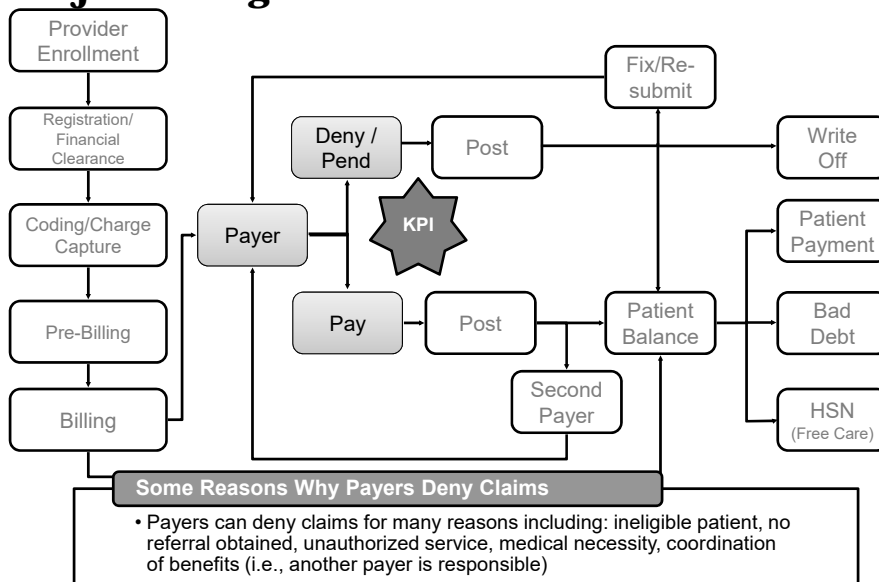 Provider
Enrollment
Registration/
Financial
Clearance
Coding/Charge
Capture
Pre-Billing
Billing
Payer
Deny /
Pend
Post
KPI
Pay
Post
Second
Payer
Fix/Re-
submit
Patient
Balance
Write
Off
Patient
Payment
Bad
Debt
HSN
(Free Care)
Some Reasons Why Payers Deny Claims
• Payers can deny claims for many reasons including: ineligible patient, no
referral obtained, unauthorized service, medical necessity, coordination
of benefits (i.e., another payer is responsible)